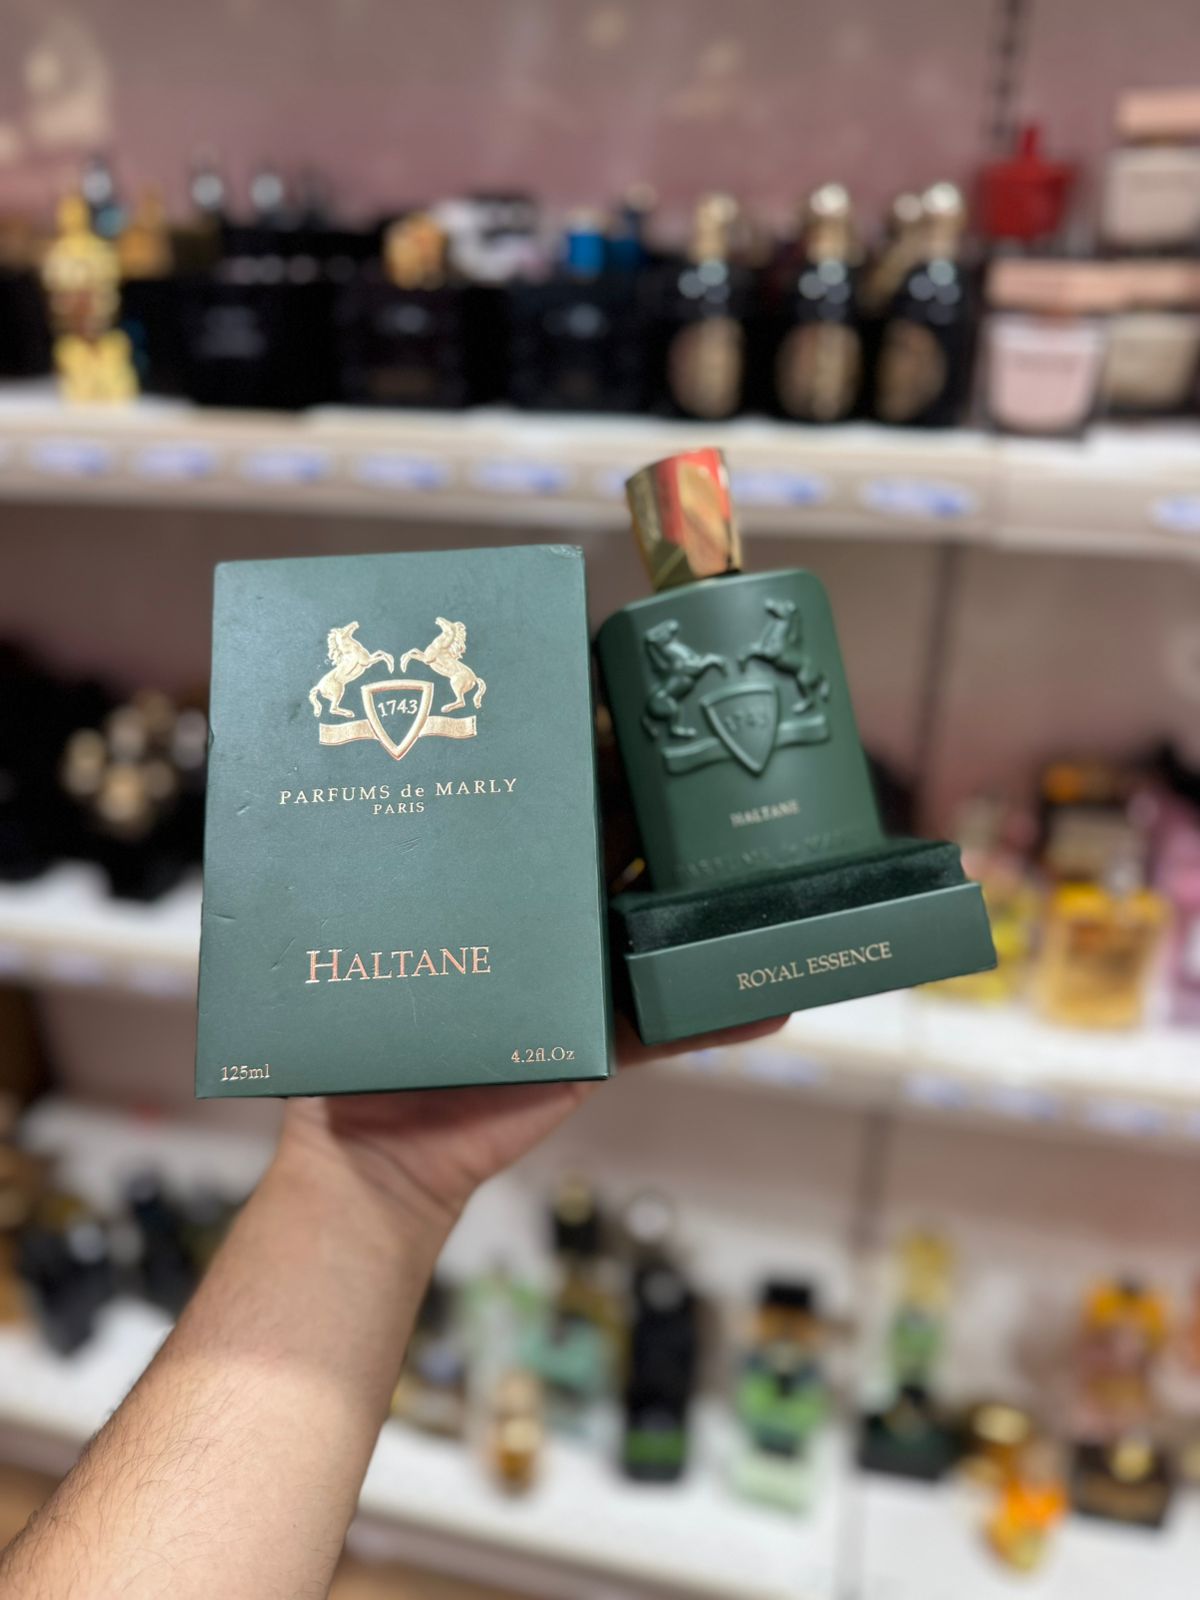 1743
PARFUMS de MARLY
PARIS
HALTANE
125ml
4.2fl.Oz
1743
HALTANE
ROYAL ESSENCE